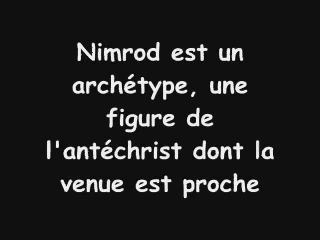 Nimrod est un
archétype, une
figure de
l'antéchrist dont la
venue est proche